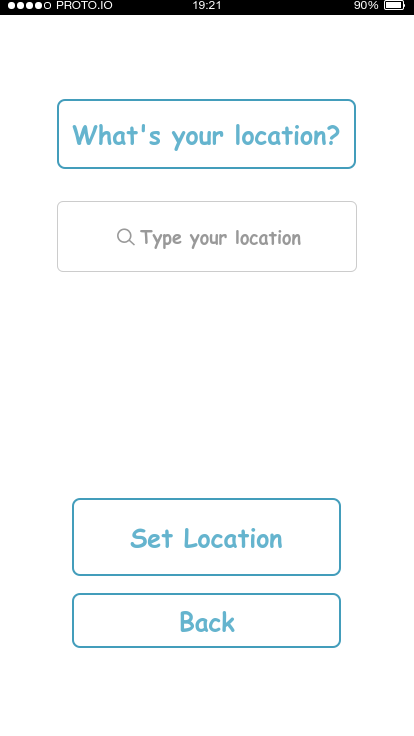 PROTO.IO 19:21 90%
What's your location?
Type your location
Set Location
Back